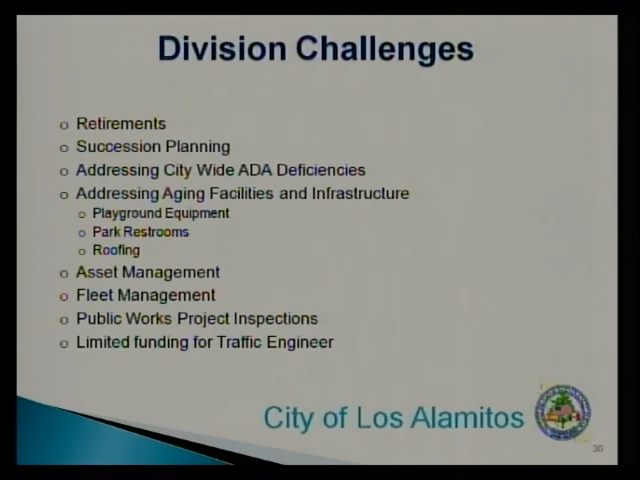 Division Challenges
Retirements
Succession Planning
Addressing City Wide ADA Deficiencies
Addressing Aging Facilities and Infrastructure
Playground Equipment
Park Restrooms
Roofing
Asset Management
Fleet Management
Public Works Project Inspections
Limited funding for Traffic Engineer
City of Los Alamitos
30